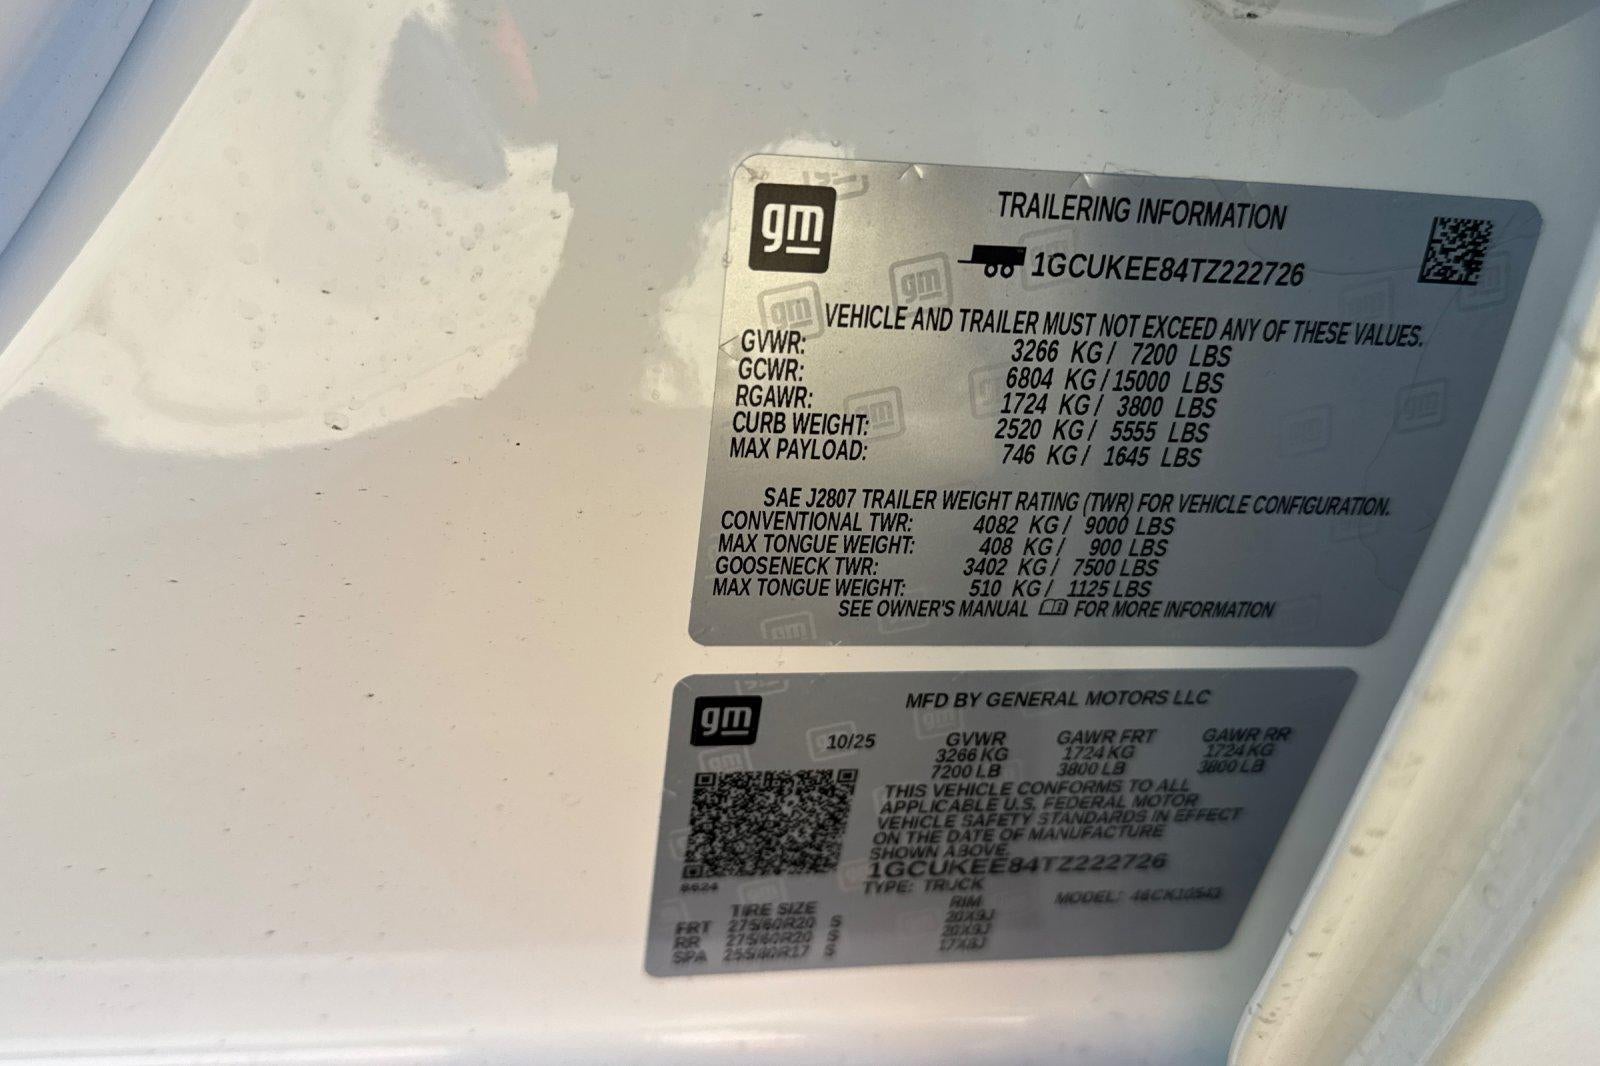 gm
TRAILERING INFORMATION
1GCUKEE84TZ222726
VEHICLE AND TRAILER MUST NOT EXCEED ANY OF THESE VALUES.
GVWR: 3266 KG / 7200 LBS
GCWR: 6804 KG / 15000 LBS
RGAWR: 1724 KG / 3800 LBS
CURB WEIGHT: 2520 KG / 5555 LBS
MAX PAYLOAD: 746 KG / 1645 LBS
SAE J2807 TRAILER WEIGHT RATING (TWR) FOR VEHICLE CONFIGURATION.
CONVENTIONAL TWR: 4082 KG / 9000 LBS
MAX TONGUE WEIGHT: 408 KG / 900 LBS
GOOSENECK TWR: 3402 KG / 7500 LBS
MAX TONGUE WEIGHT: 510 KG / 1125 LBS
SEE OWNER'S MANUAL FOR MORE INFORMATION
gm
MFD BY GENERAL MOTORS LLC
10/25 GVWR GAWR FRT GAWR RR
3266 KG 1724 KG 1724 KG
7200 LB 3800 LB 3800 LB
THIS VEHICLE CONFORMS TO ALL
APPLICABLE U.S. FEDERAL MOTOR
VEHICLE SAFETY STANDARDS IN EFFECT
ON THE DATE OF MANUFACTURE
SHOWN ABOVE.
1GCUKEE84TZ222726
TYPE: TRUCK MODEL:
TIRE SIZE RIM
FRT 275/60R20 S 20X9J
RR 275/60R20 S 20X9J
SPA 255/80R17 S 17X8J